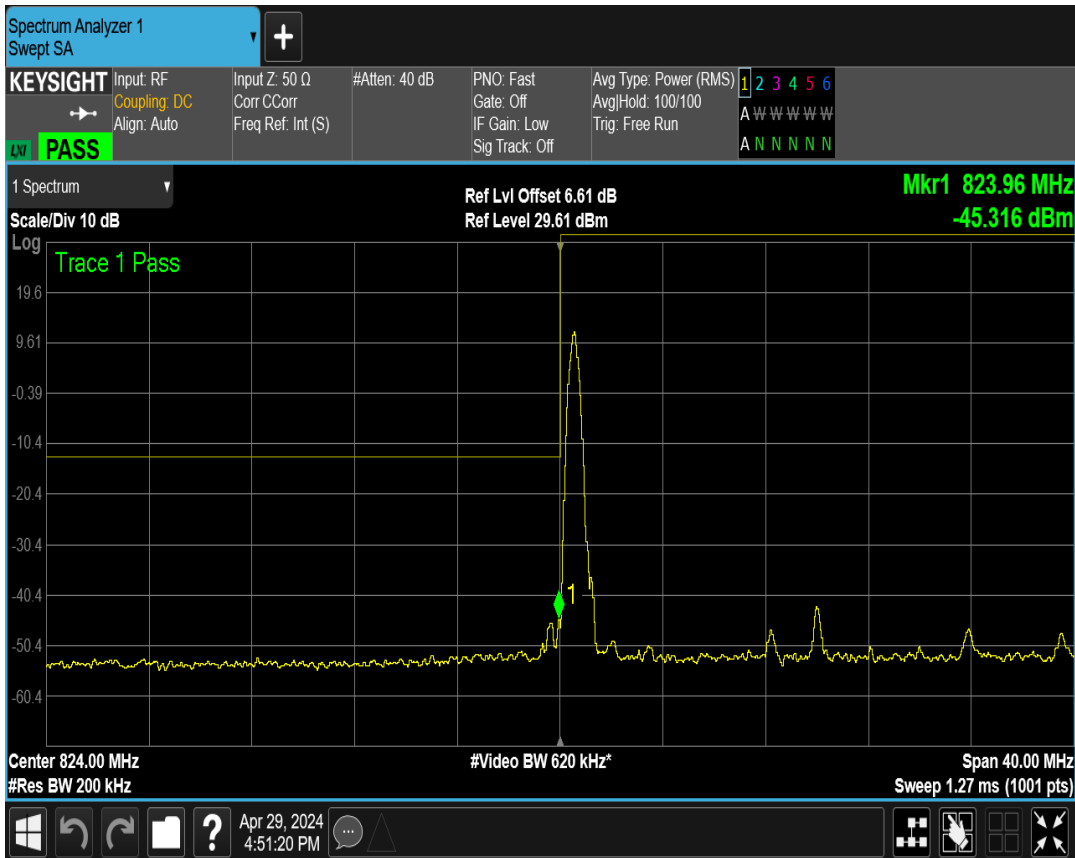 Spectrum Analyzer 1
Swept SA
+
KEYSIGHT
LXI PASS
Input: RF
Coupling: DC
Align: Auto
Input Z: 50 Ω
Corr CCorr
Freq Ref: Int (S)
#Atten: 40 dB
PNO: Fast
Gate: Off
IF Gain: Low
Sig Track: Off
Avg Type: Power (RMS)
Avg|Hold: 100/100
Trig: Free Run
1 2 3 4 5 6
A W W W W W
A N N N N N
1 Spectrum
Scale/Div 10 dB
Ref Lvl Offset 6.61 dB
Ref Level 29.61 dBm
Mkr1 823.96 MHz
-45.316 dBm
Log
Trace 1 Pass
19.6
9.61
-0.39
-10.4
-20.4
-30.4
-40.4
1
-50.4
-60.4
Center 824.00 MHz
#Video BW 620 kHz*
Span 40.00 MHz
#Res BW 200 kHz
Sweep 1.27 ms (1001 pts)
?
Apr 29, 2024
4:51:20 PM